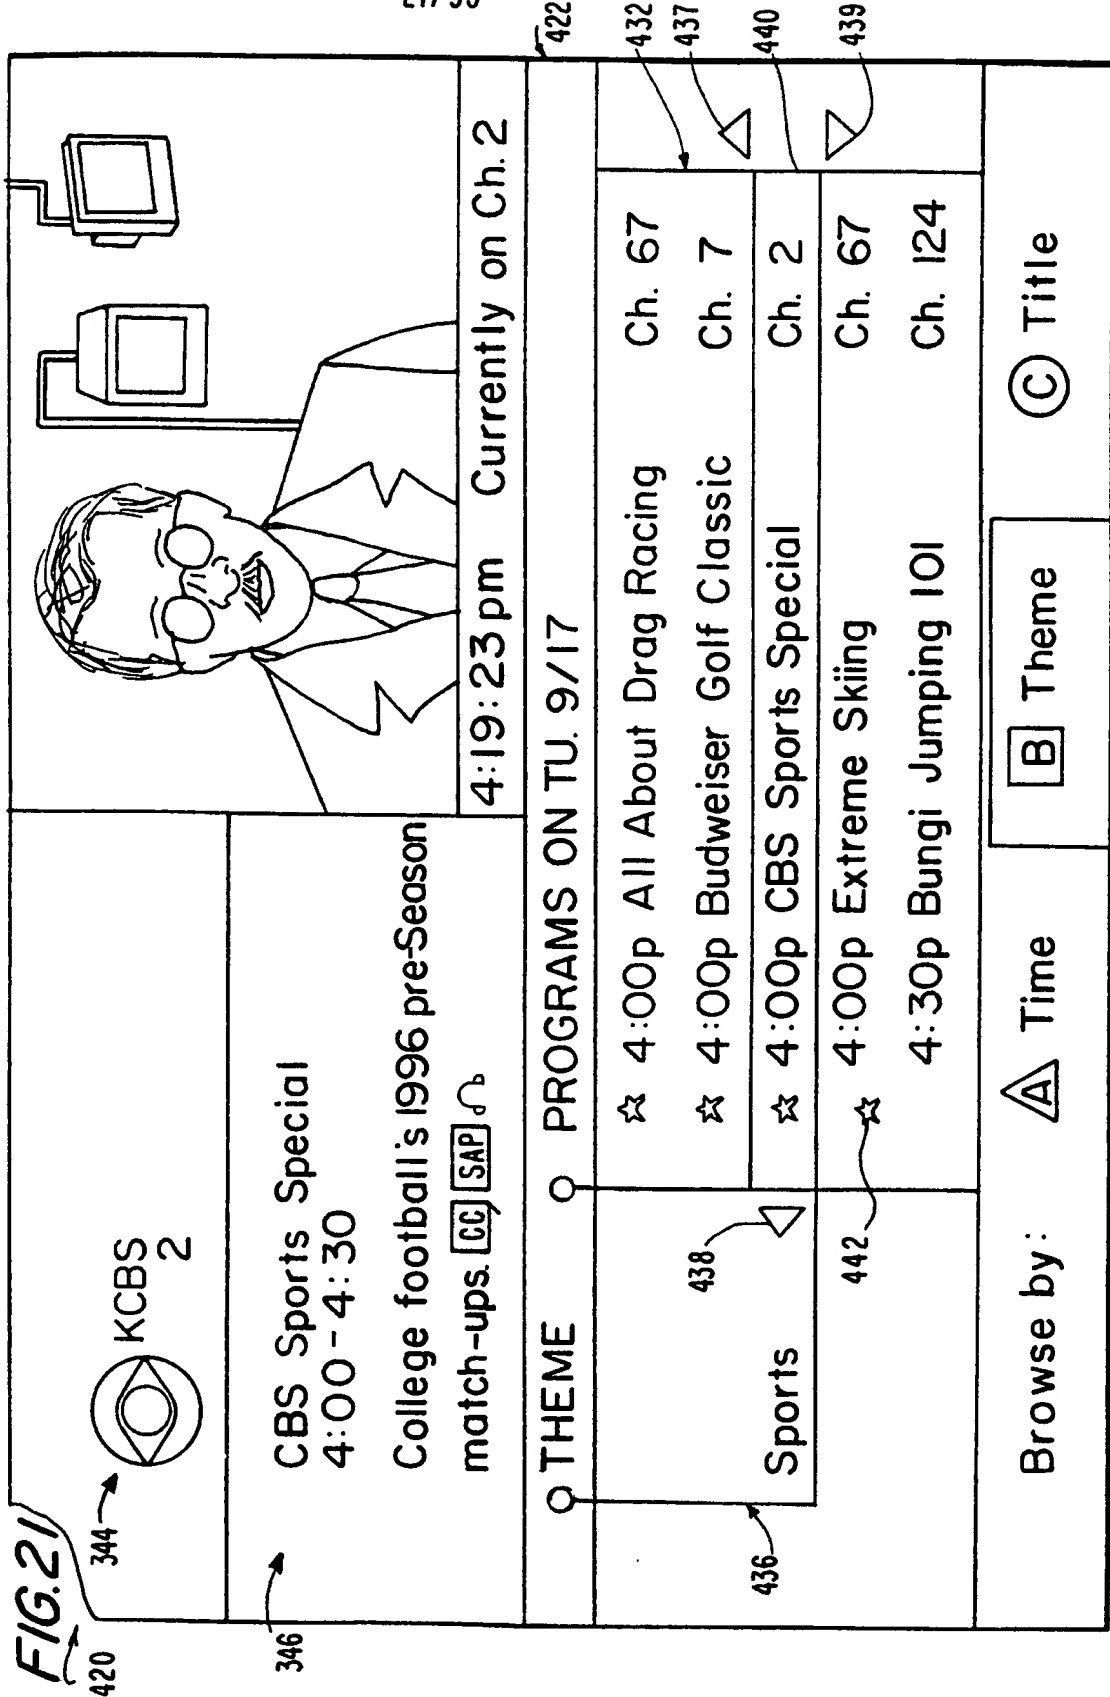 FIG.21
420
344
KCBS
2
346
CBS Sports Special
4:00-4:30
College football's 1996 pre-Season
match-ups. CC SAP
4:19:23pm Currently on Ch. 2
422
THEME
PROGRAMS ON TU. 9/17
☆ 4:00p All About Drag Racing Ch. 67
☆ 4:00p Budweiser Golf Classic Ch. 7
Sports
☆ 4:00p CBS Sports Special Ch. 2
☆ 4:00p Extreme Skiing Ch. 67
4:30p Bungi Jumping 101 Ch. 124
432
437
440
439
438
442
436
Browse by: A Time B Theme C Title